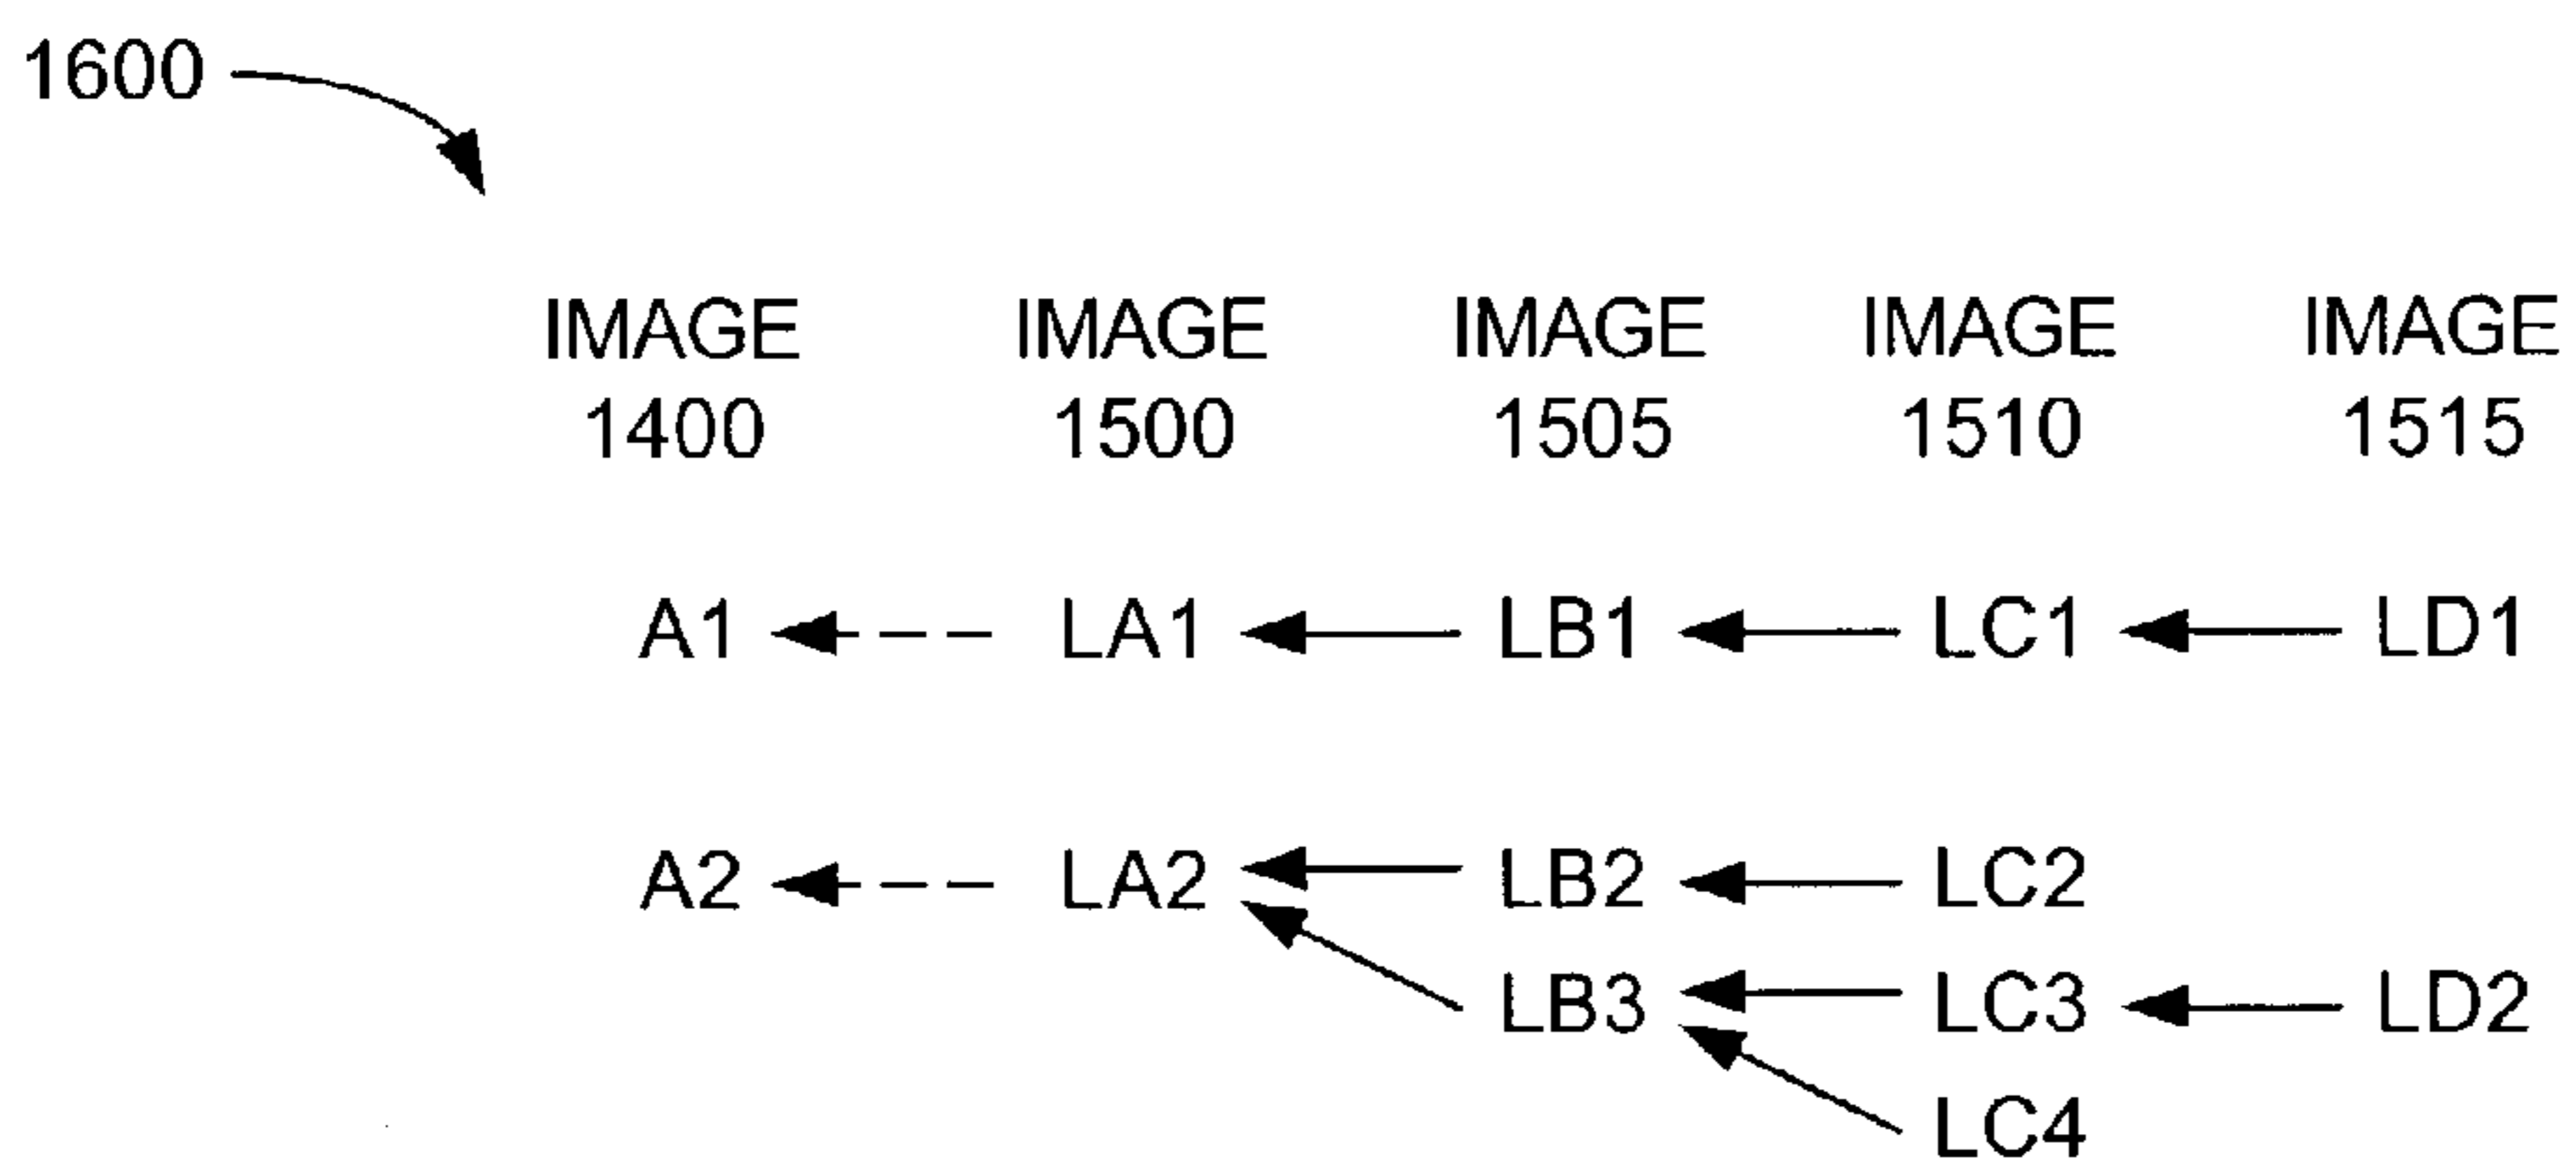 1600
IMAGE IMAGE IMAGE IMAGE IMAGE
1400 1500 1505 1510 1515
A1 LA1 LB1 LC1 LD1
A2 LA2 LB2 LC2
LB3 LC3 LD2
LC4